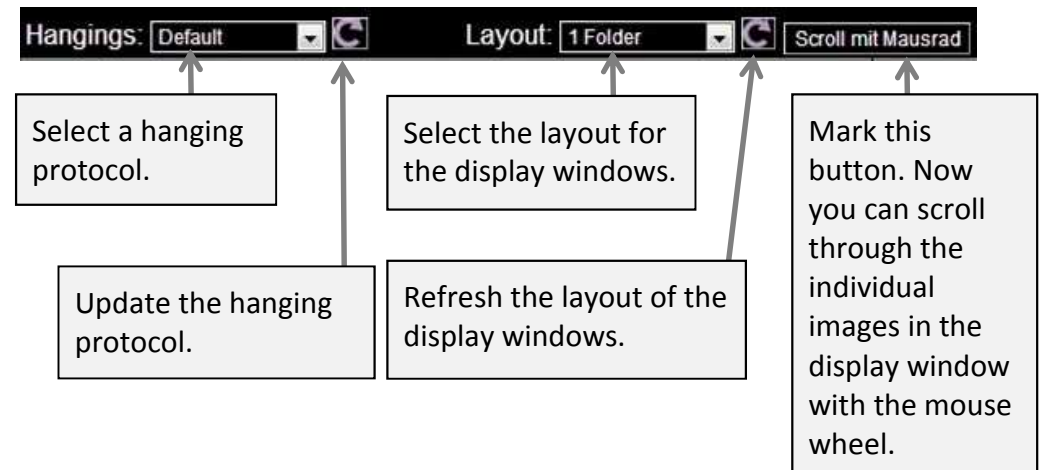 Hangings: Default Layout: 1 Folder Scroll mit Mausrad
Select a hanging
protocol.
Select the layout for
the display windows.
Mark this
button. Now
you can scroll
through the
individual
images in the
display window
with the mouse
wheel.
Update the hanging
protocol.
Refresh the layout of the
display windows.